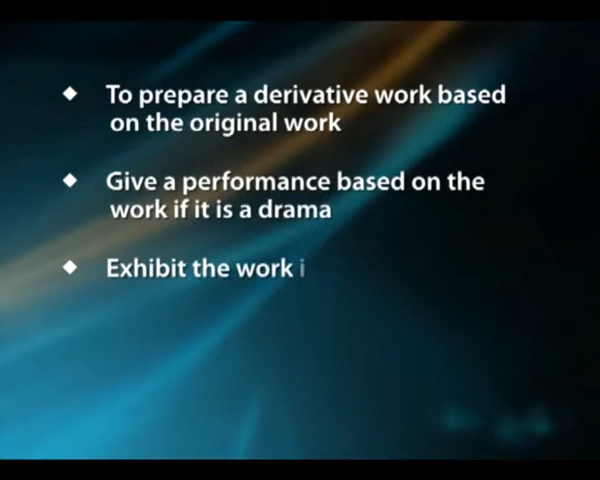 ◆ To prepare a derivative work based
on the original work
◆ Give a performance based on the
work if it is a drama
◆ Exhibit the work i